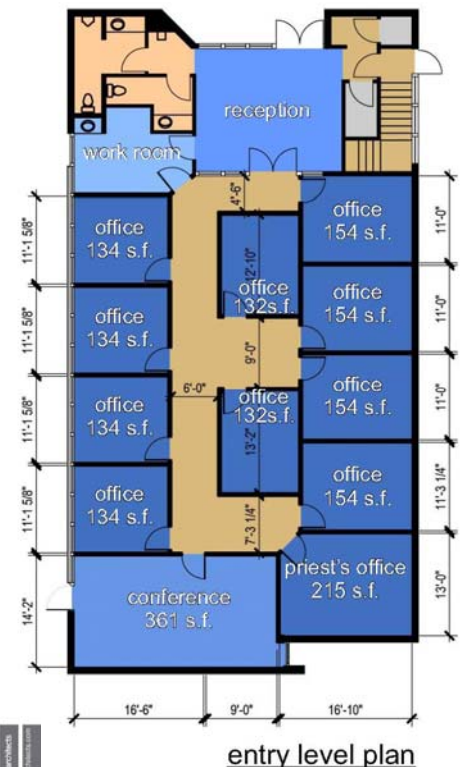 reception
work room
4'-6"
office
134 s.f.
11'-1 5/8"
office
154 s.f.
11'-0"
12'-10"
office
132s.f.
office
134 s.f.
11'-1 5/8"
office
154 s.f.
11'-0"
9'-0"
6'-0"
office
132s.f.
office
134 s.f.
11'-1 5/8"
office
154 s.f.
11'-0"
13'-2"
office
134 s.f.
11'-1 5/8"
office
154 s.f.
11'-3 1/4"
7'-3 1/4"
conference
361 s.f.
14'-2"
priest's office
215 s.f.
13'-0"
16'-6"
9'-0"
16'-10"
entry level plan
architects